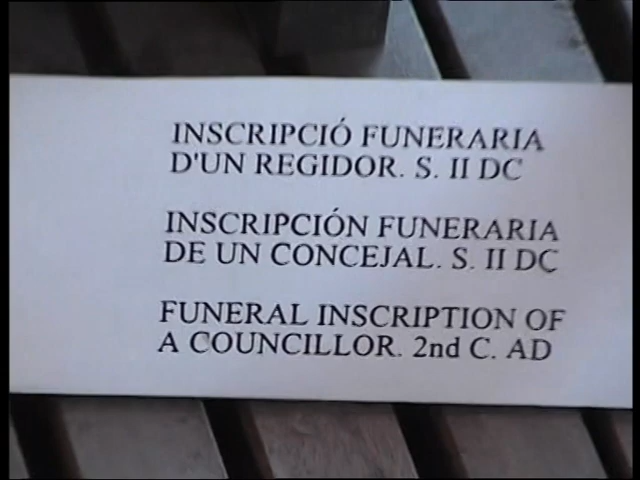 INSCRIPCIÓ FUNERARIA
D'UN REGIDOR. S. II DC
INSCRIPCIÓN FUNERARIA
DE UN CONCEJAL. S. II DC
FUNERAL INSCRIPTION OF
A COUNCILLOR. 2nd C. AD